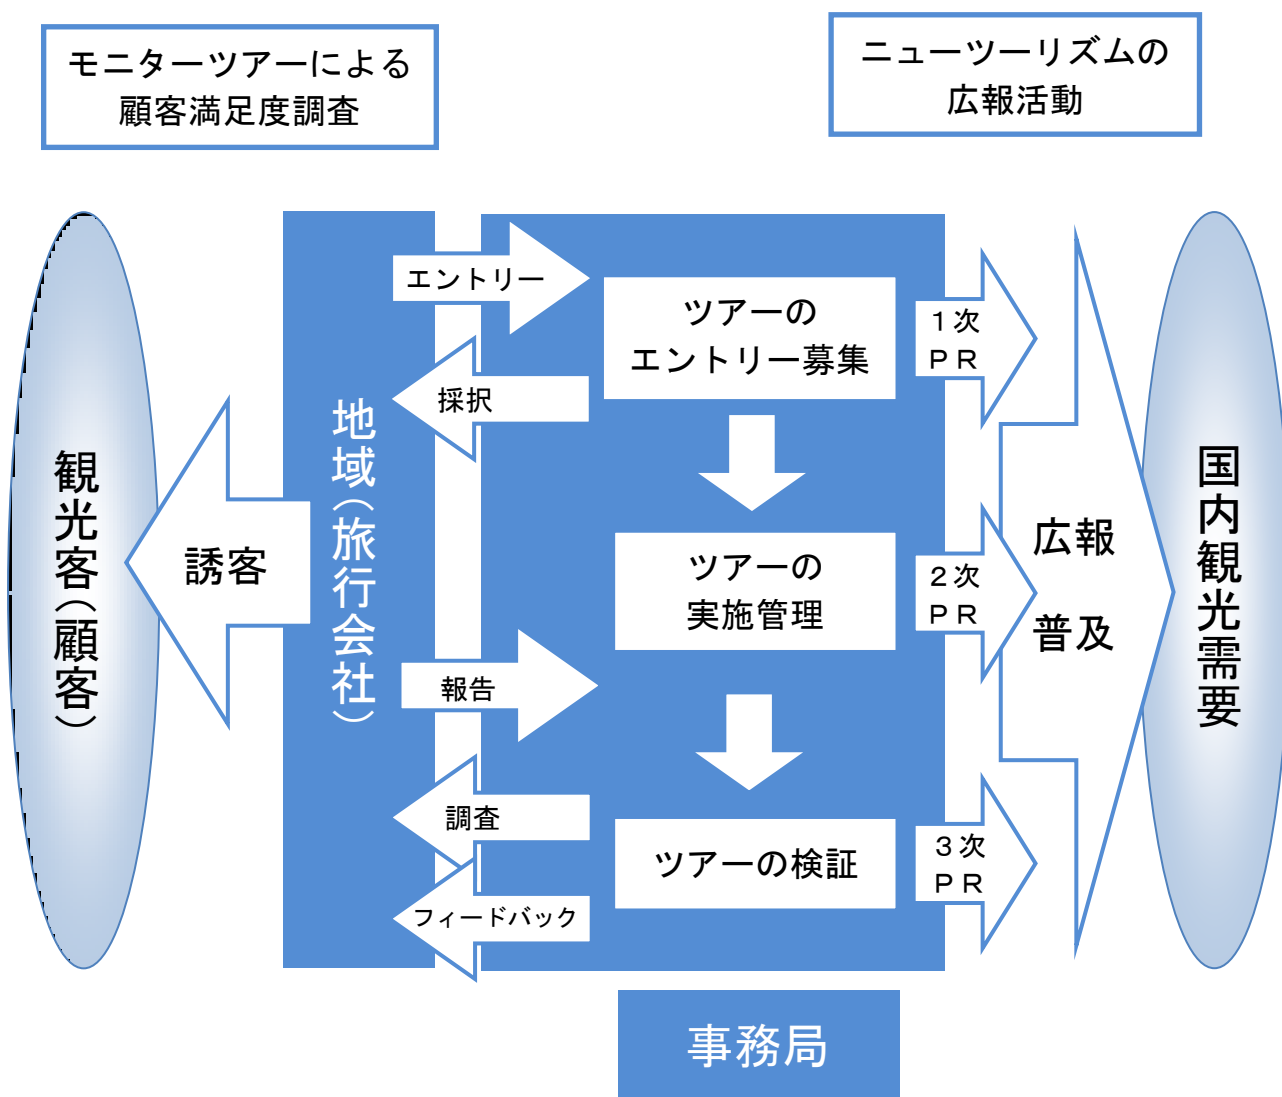 モニターツアーによる
顧客満足度調査
ニューツーリズムの
広報活動
観光客（顧客）
誘客
地域（旅行会社）
エントリー
採択
報告
調査
フィードバック
ツアーの
エントリー募集
ツアーの
実施管理
ツアーの検証
１次
ＰＲ
２次
ＰＲ
３次
ＰＲ
広報
普及
国内観光需要
事務局